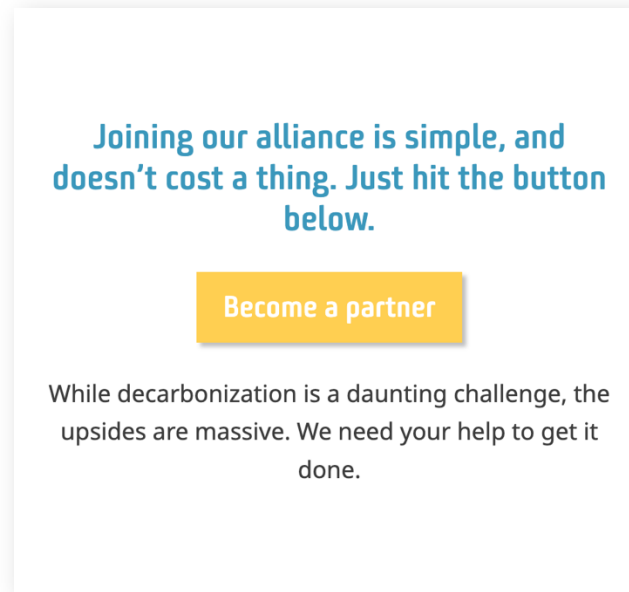 Joining our alliance is simple, and
doesn’t cost a thing. Just hit the button
below.
Become a partner
While decarbonization is a daunting challenge, the
upsides are massive. We need your help to get it
done.